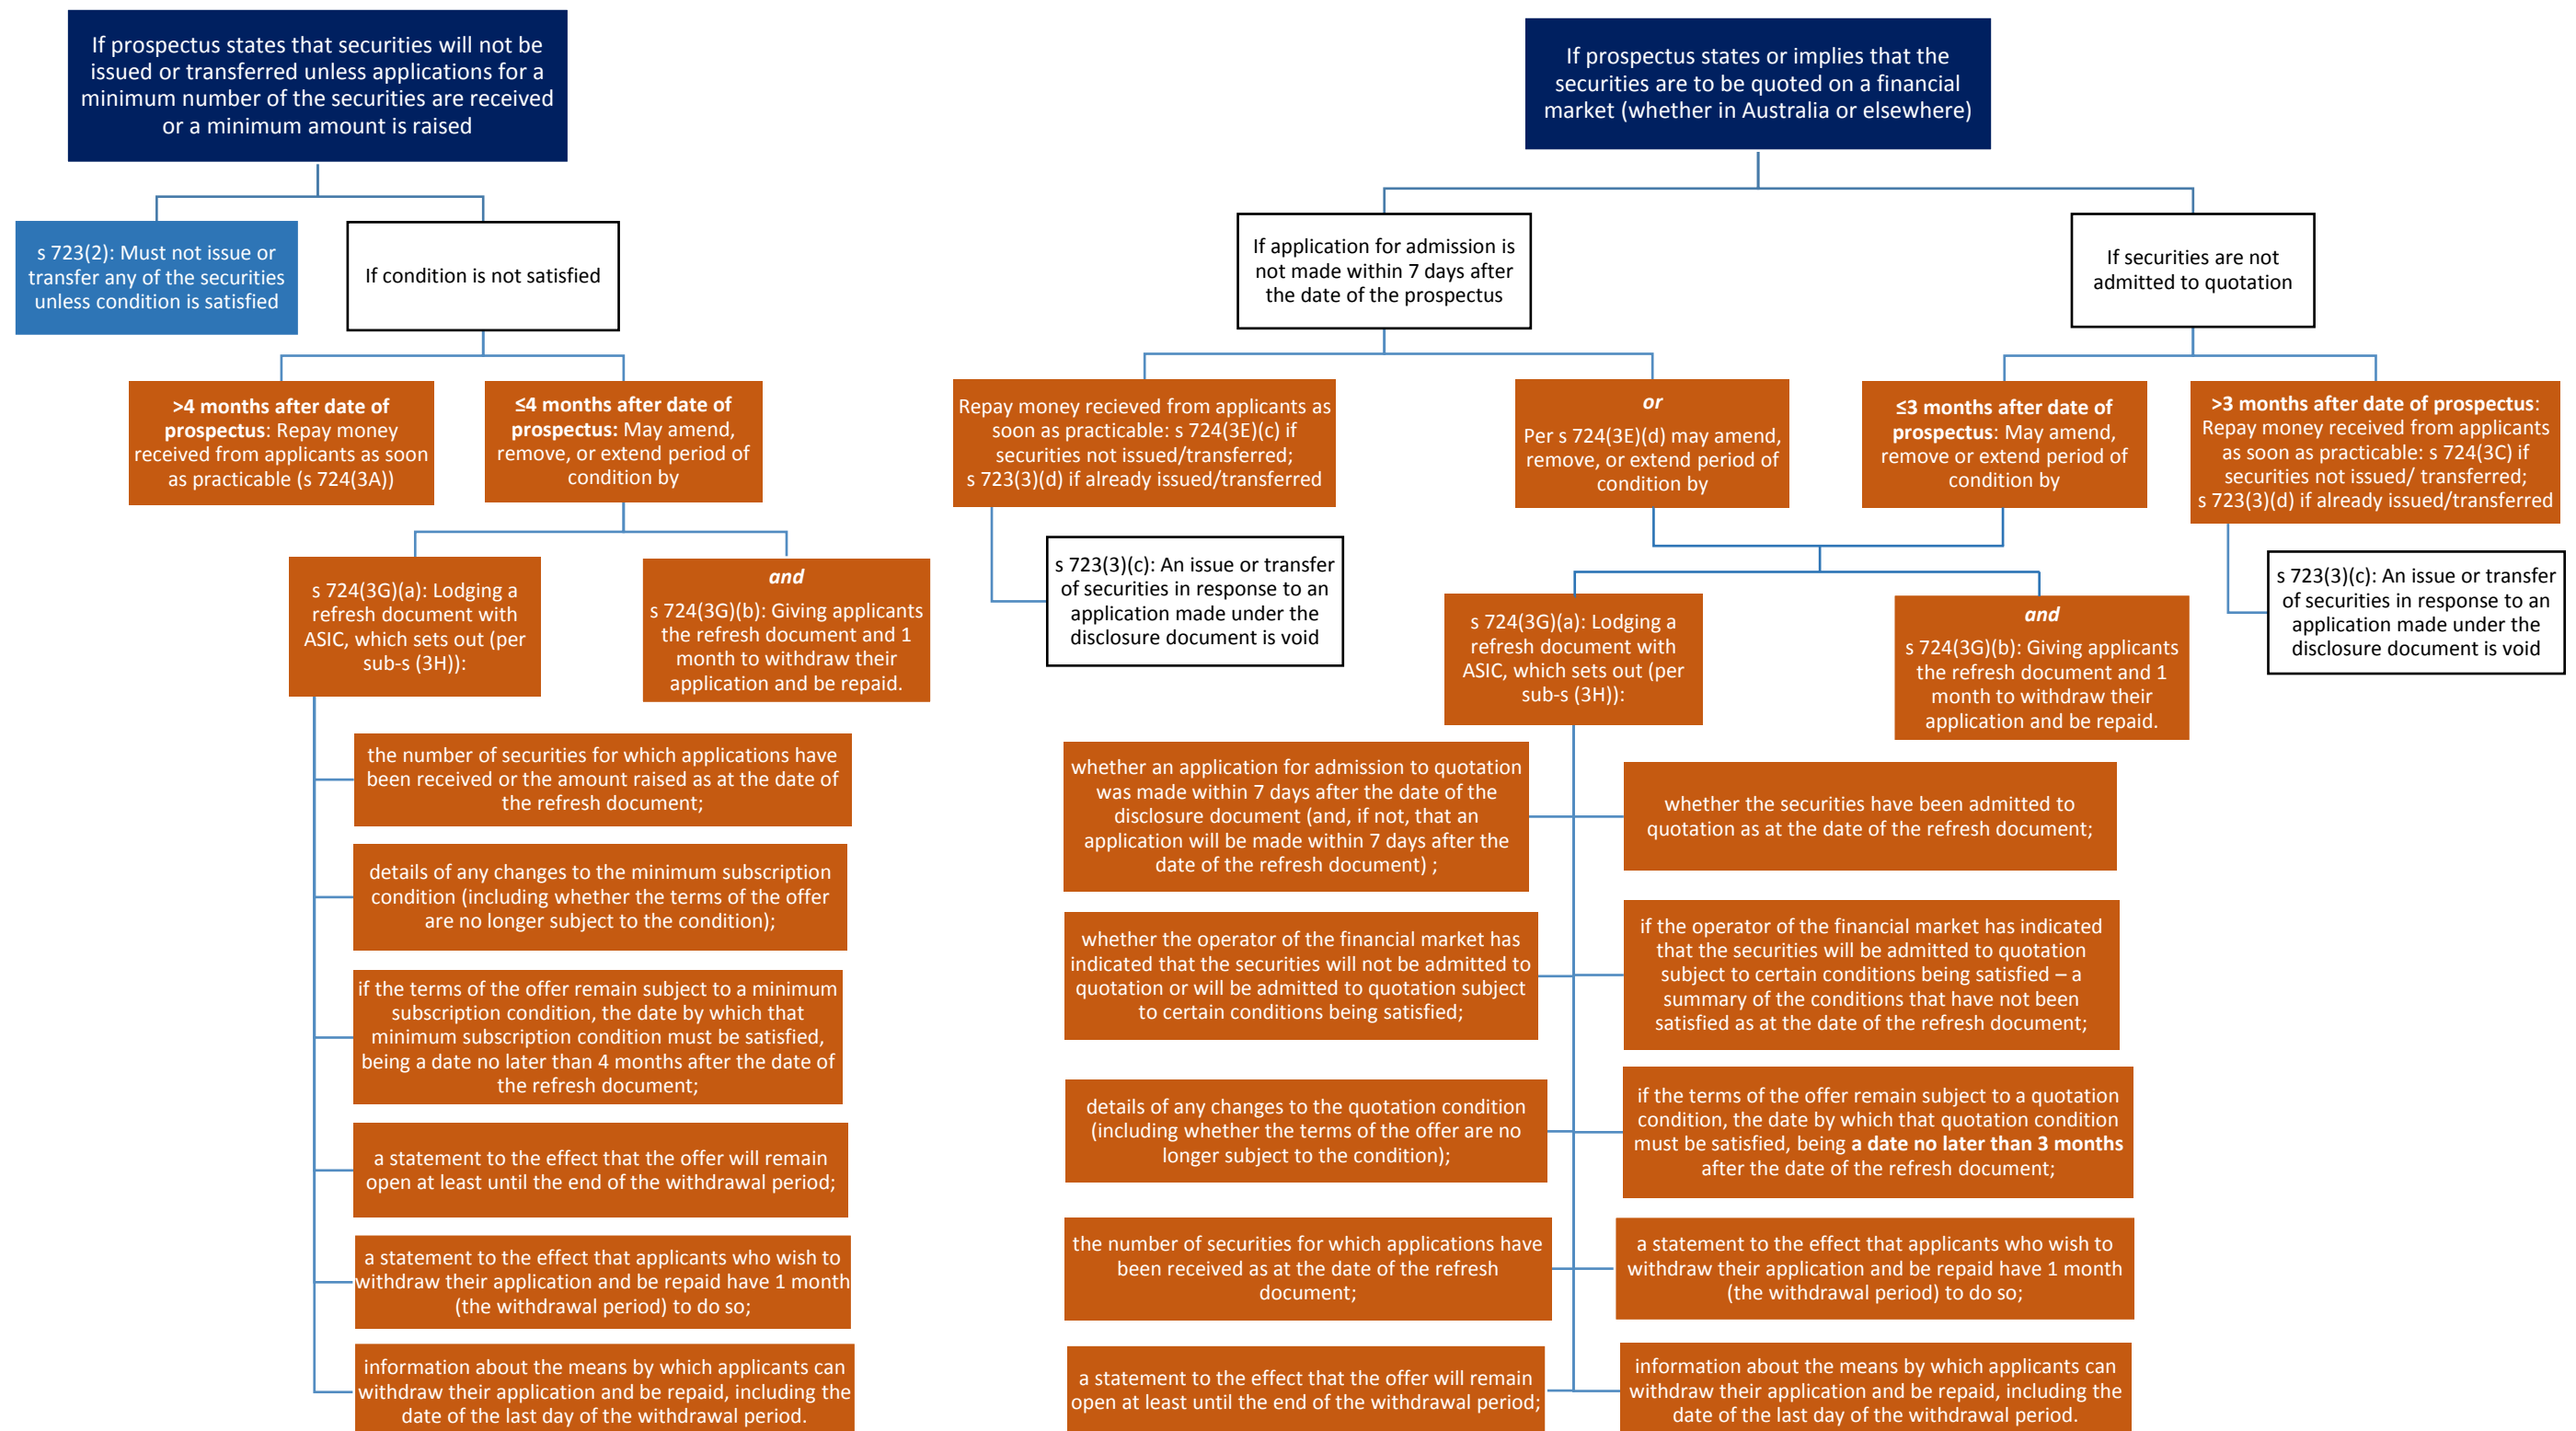 If prospectus states that securities will not be
issued or transferred unless applications for a
minimum number of the securities are received
or a minimum amount is raised
s 723(2): Must not issue or
transfer any of the securities
unless condition is satisfied
If condition is not satisfied
>4 months after date of
prospectus: Repay money
received from applicants as soon
as practicable (s 724(3A))
≤4 months after date of
prospectus: May amend,
remove, or extend period of
condition by
s 724(3G)(a): Lodging a
refresh document with
ASIC, which sets out (per
sub-s (3H)):
and
s 724(3G)(b): Giving applicants
the refresh document and 1
month to withdraw their
application and be repaid.
the number of securities for which applications have
been received or the amount raised as at the date of
the refresh document;
details of any changes to the minimum subscription
condition (including whether the terms of the offer
are no longer subject to the condition);
if the terms of the offer remain subject to a minimum
subscription condition, the date by which that
minimum subscription condition must be satisfied,
being a date no later than 4 months after the date of
the refresh document;
a statement to the effect that the offer will remain
open at least until the end of the withdrawal period;
a statement to the effect that applicants who wish to
withdraw their application and be repaid have 1 month
(the withdrawal period) to do so;
information about the means by which applicants can
withdraw their application and be repaid, including the
date of the last day of the withdrawal period.
If prospectus states or implies that the
securities are to be quoted on a financial
market (whether in Australia or elsewhere)
If application for admission is
not made within 7 days after
the date of the prospectus
If securities are not
admitted to quotation
Repay money recieved from applicants as
soon as practicable: s 724(3E)(c) if
securities not issued/transferred;
s 723(3)(d) if already issued/transferred
s 723(3)(c): An issue or transfer
of securities in response to an
application made under the
disclosure document is void
or
Per s 724(3E)(d) may amend,
remove, or extend period of
condition by
≤3 months after date of
prospectus: May amend,
remove or extend period of
condition by
>3 months after date of prospectus:
Repay money received from applicants
as soon as practicable: s 724(3C) if
securities not issued/ transferred;
s 723(3)(d) if already issued/transferred
s 723(3)(c): An issue or transfer
of securities in response to an
application made under the
disclosure document is void
s 724(3G)(a): Lodging a
refresh document with
ASIC, which sets out (per
sub-s (3H)):
and
s 724(3G)(b): Giving applicants
the refresh document and 1
month to withdraw their
application and be repaid.
whether an application for admission to quotation
was made within 7 days after the date of the
disclosure document (and, if not, that an
application will be made within 7 days after the
date of the refresh document) ;
whether the securities have been admitted to
quotation as at the date of the refresh document;
whether the operator of the financial market has
indicated that the securities will not be admitted to
quotation or will be admitted to quotation subject
to certain conditions being satisfied;
if the operator of the financial market has indicated
that the securities will be admitted to quotation
subject to certain conditions being satisfied – a
summary of the conditions that have not been
satisfied as at the date of the refresh document;
details of any changes to the quotation condition
(including whether the terms of the offer are no
longer subject to the condition);
if the terms of the offer remain subject to a quotation
condition, the date by which that quotation condition
must be satisfied, being a date no later than 3 months
after the date of the refresh document;
the number of securities for which applications have
been received as at the date of the refresh
document;
a statement to the effect that applicants who wish to
withdraw their application and be repaid have 1 month
(the withdrawal period) to do so;
a statement to the effect that the offer will remain
open at least until the end of the withdrawal period;
information about the means by which applicants can
withdraw their application and be repaid, including the
date of the last day of the withdrawal period.